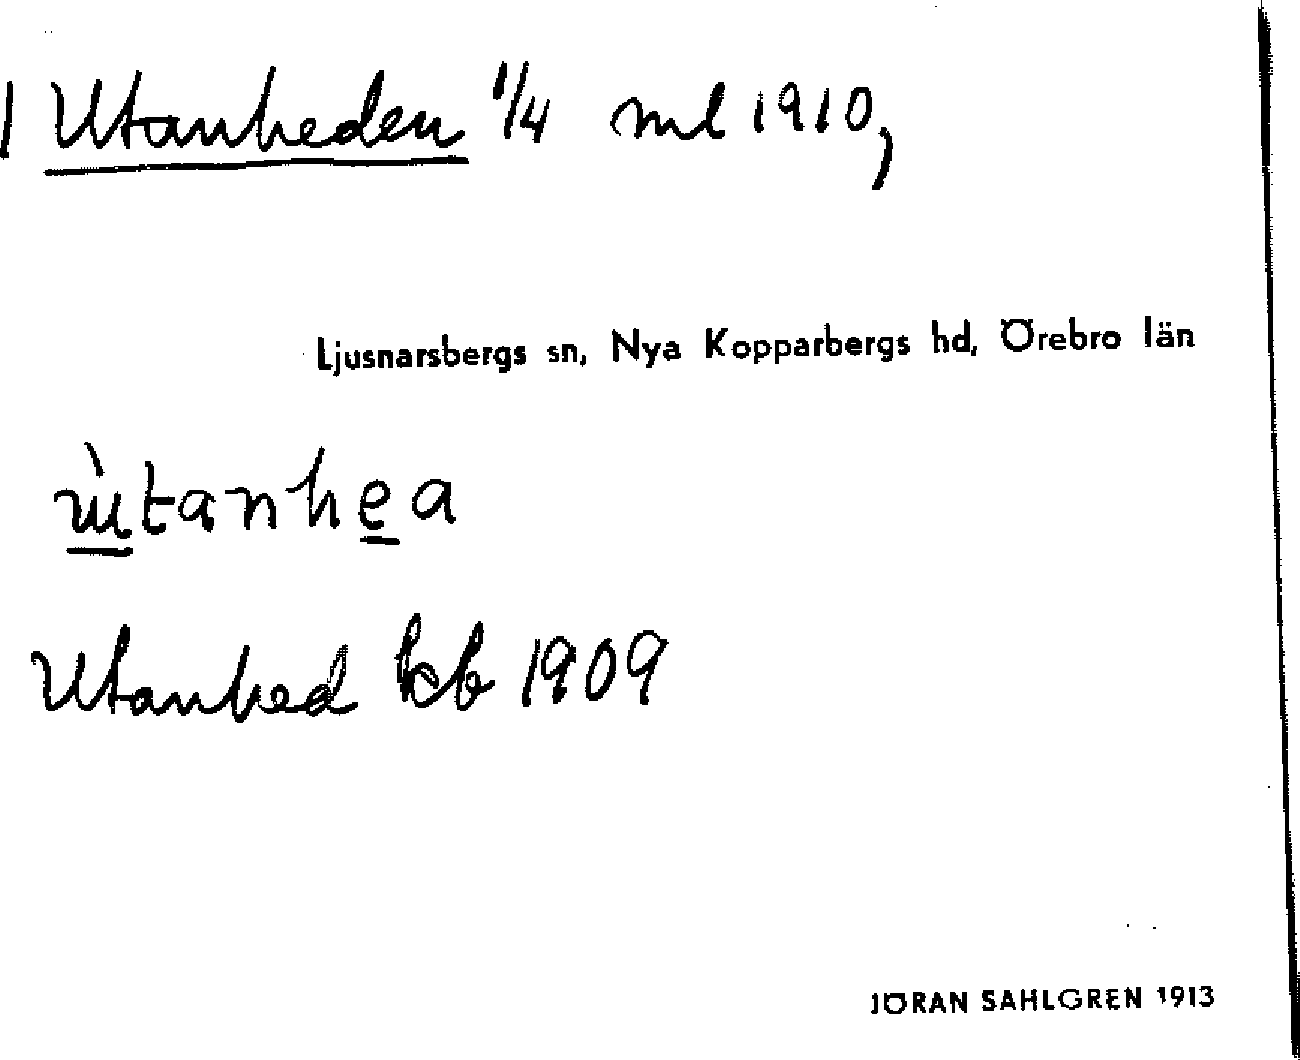 Utanheden 1/4 ml 1910,
Ljusnarsbergs sn, Nya Kopparbergs hd, Örebro län
ùtanhea
Utanhed kb 1909
JÖRAN SAHLGREN 1913